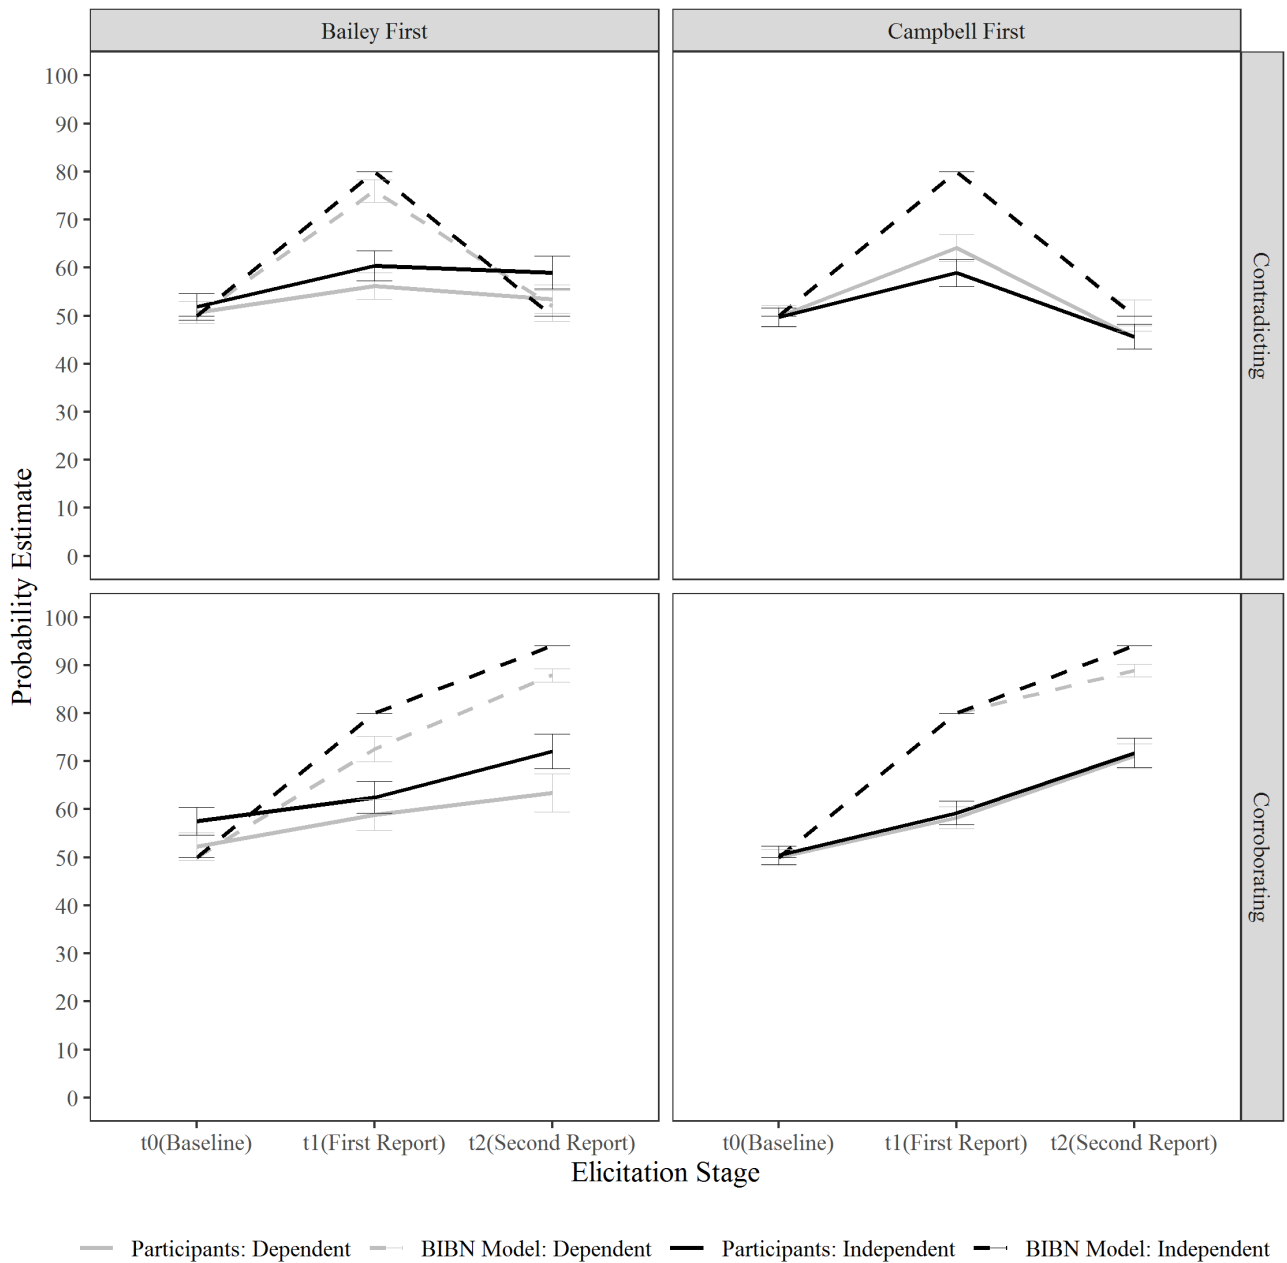 Bailey First
Campbell First
100
90
80
70
60
50
40
30
20
10
0
Contradicting
Probability Estimate
100
90
80
70
60
50
40
30
20
10
0
Corroborating
t0(Baseline) t1(First Report) t2(Second Report)
t0(Baseline) t1(First Report) t2(Second Report)
Elicitation Stage
Participants: Dependent BIBN Model: Dependent Participants: Independent BIBN Model: Independent